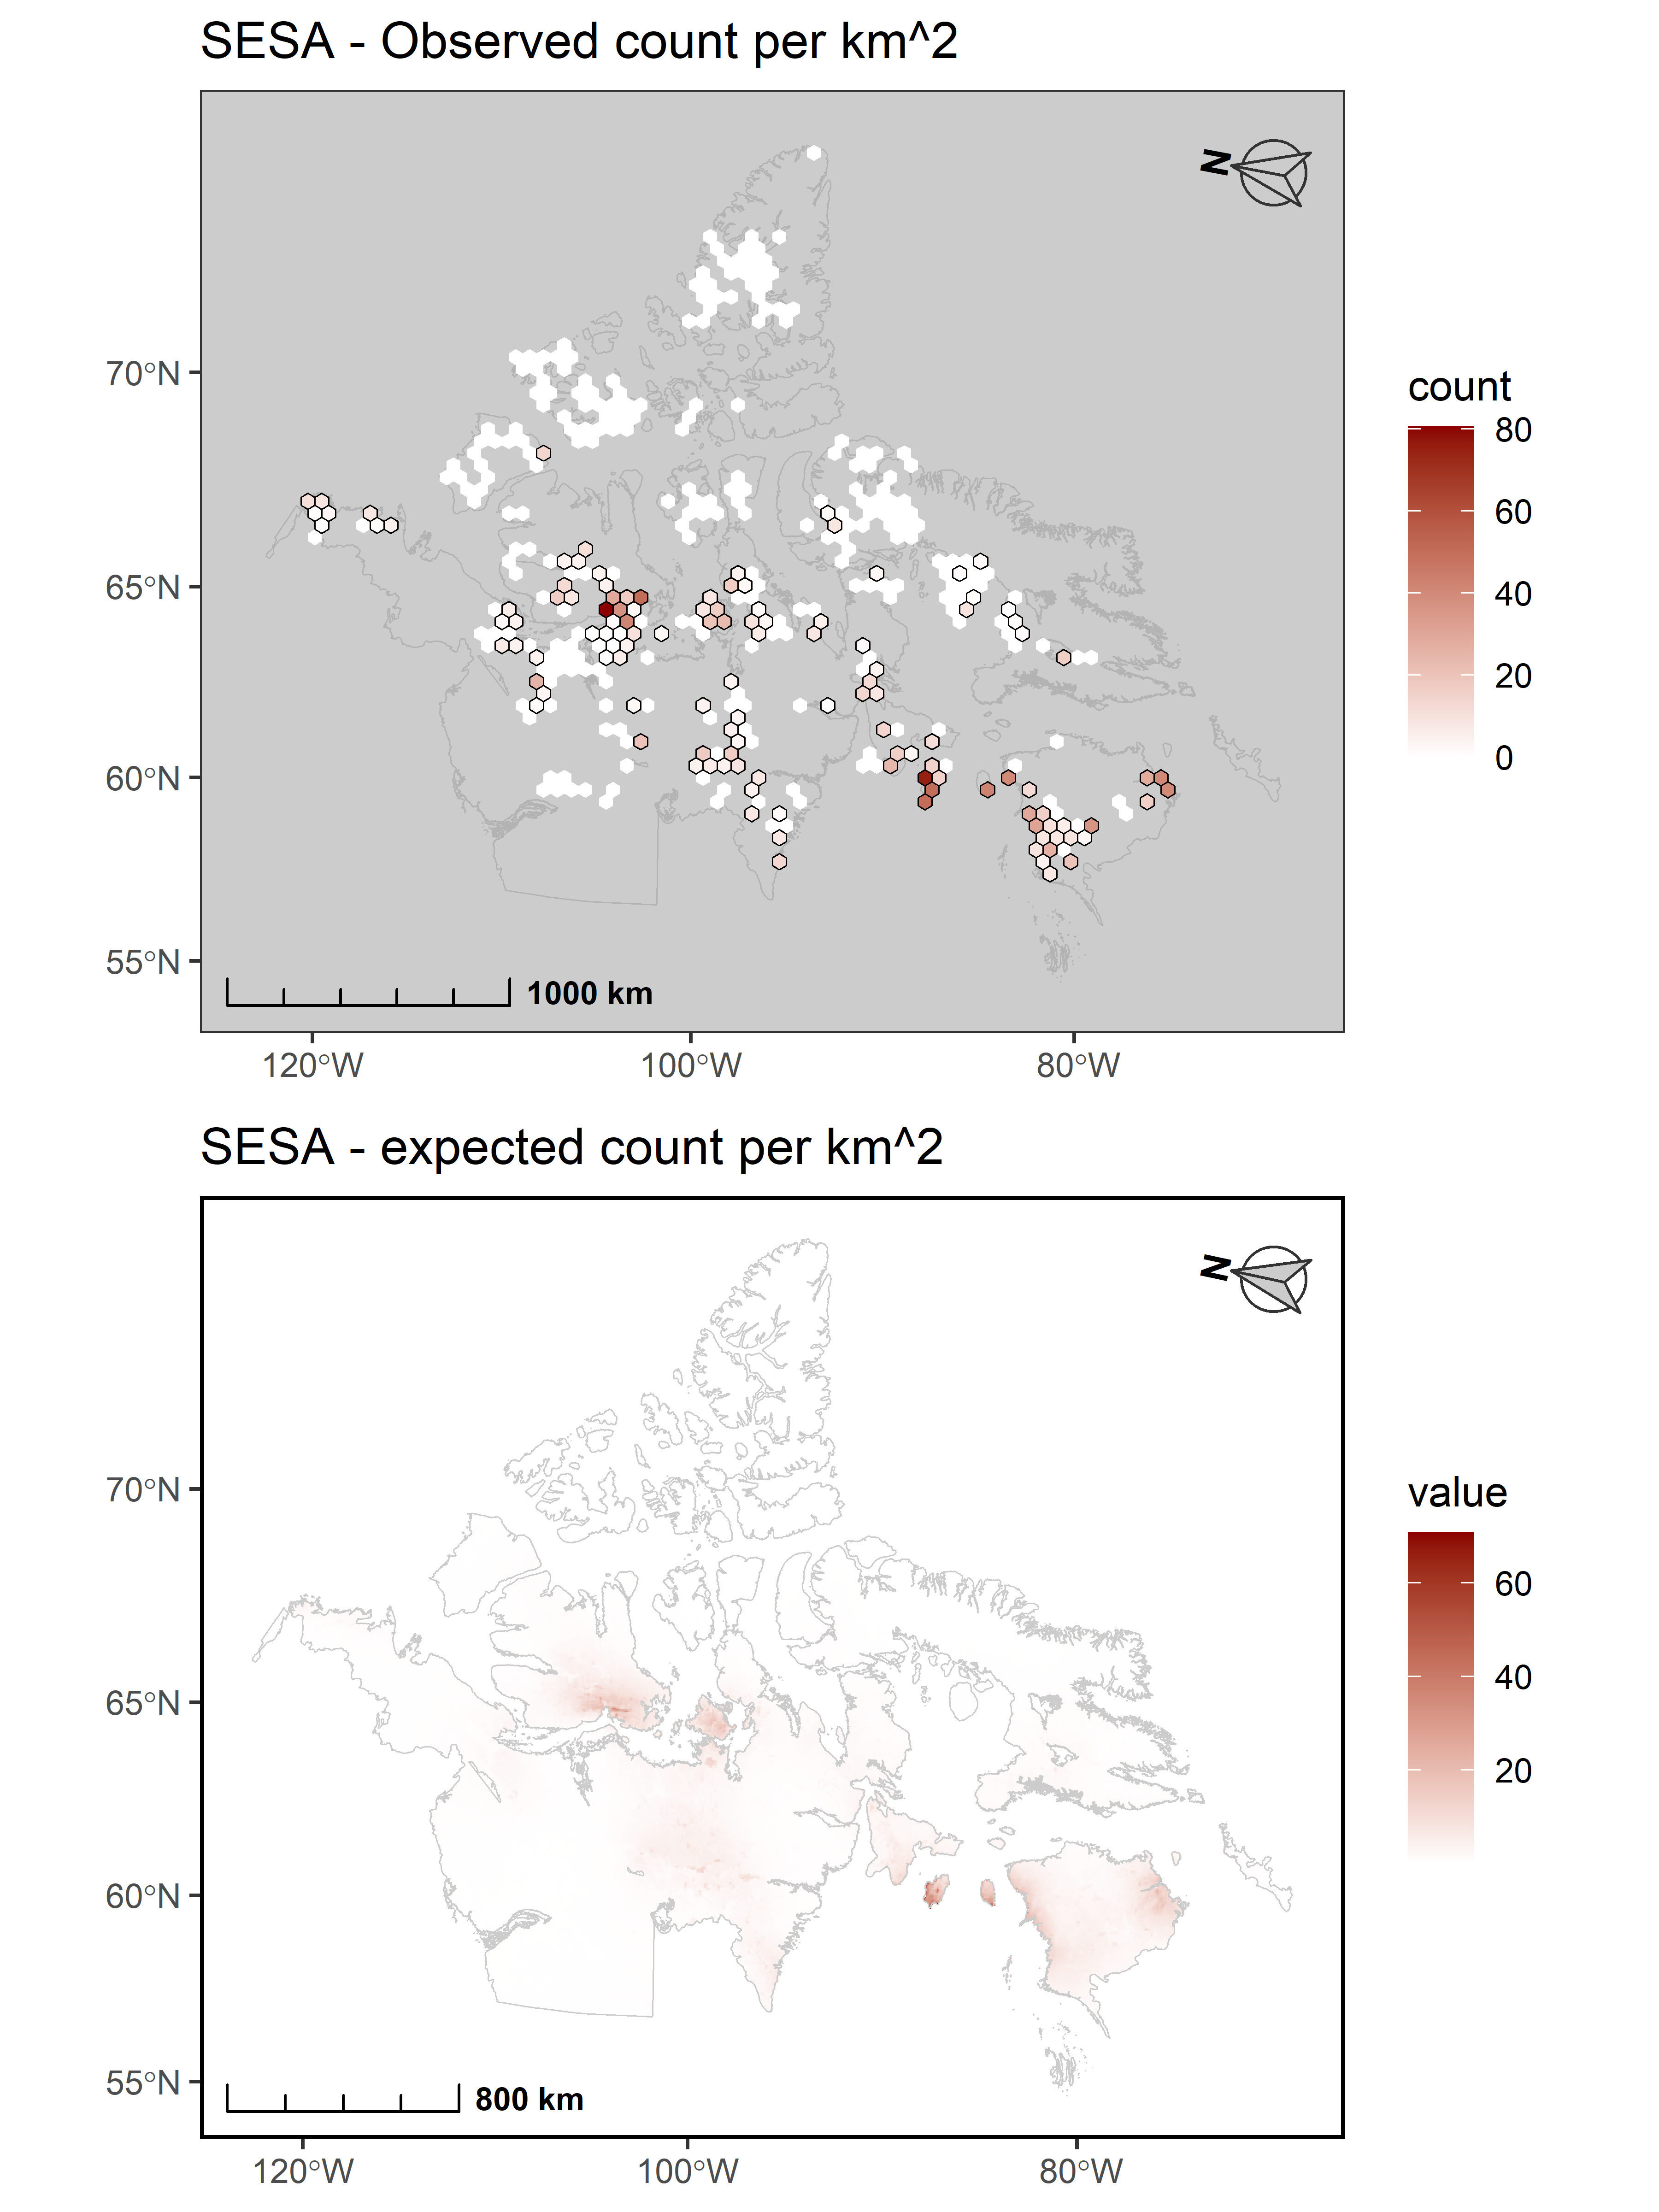 SESA - Observed count per km^2
N
70°N
65°N
60°N
55°N
1000 km
120°W
100°W
80°W
count
80
60
40
20
0
SESA - expected count per km^2
N
70°N
65°N
60°N
55°N
800 km
120°W
100°W
80°W
value
60
40
20